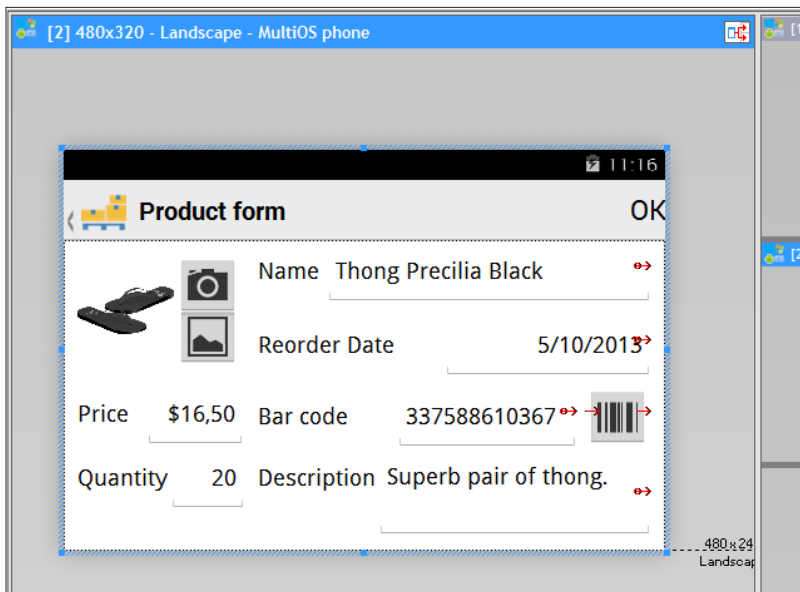 [2] 480x320 - Landscape - MultiOS phone
11:16
Product form OK
Name Thong Precilia Black
Reorder Date 5/10/2013
Price $16,50 Bar code 337588610367
Quantity 20 Description Superb pair of thong.
480x24
Landscap